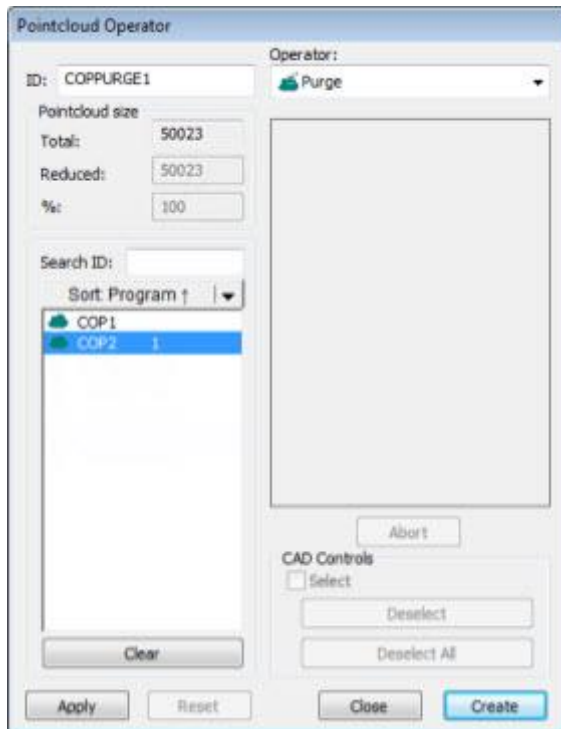 Pointcloud Operator
ID: COPPURGE1
Operator:
Purge
Pointcloud size
Total: 50023
Reduced: 50023
%: 100
Search ID:
Sort: Program ↑
COP1
COP2 1
Clear
Abort
CAD Controls
Select
Deselect
Deselect All
Apply
Reset
Close
Create